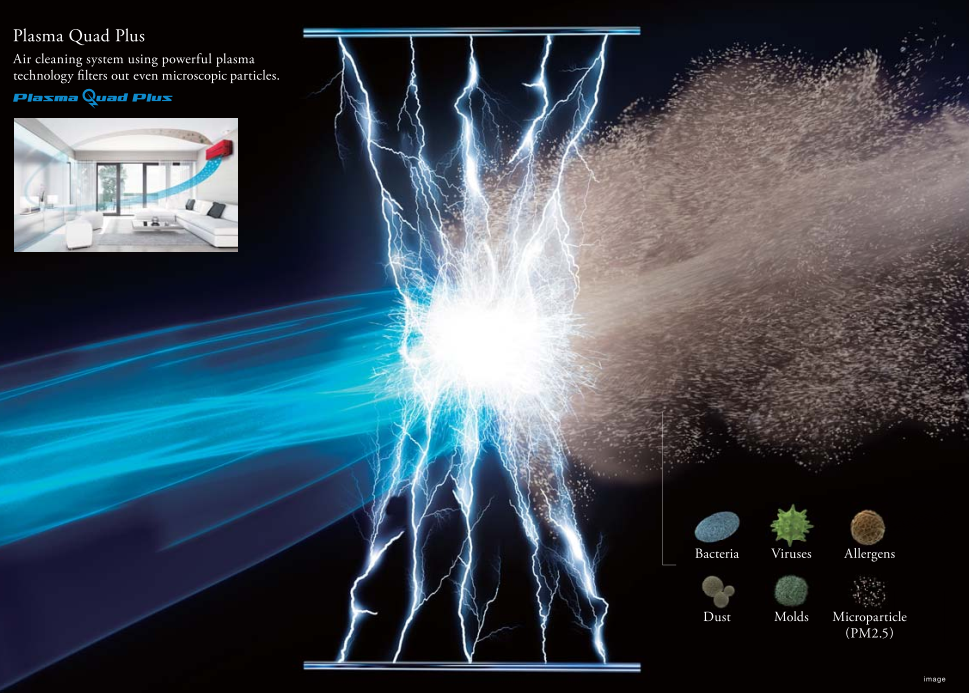 Plasma Quad Plus
Air cleaning system using powerful plasma
technology filters out even microscopic particles.
Plasma Quad Plus
Bacteria
Viruses
Allergens
Dust
Molds
Microparticle
(PM2.5)
image